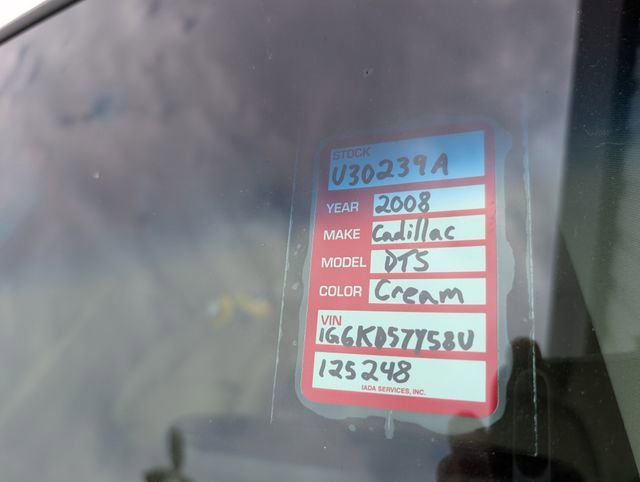 STOCK
U30239A
YEAR 2008
MAKE Cadillac
MODEL DTS
COLOR Cream
VIN
1G6KD57Y58U
125248
IADA SERVICES, INC.